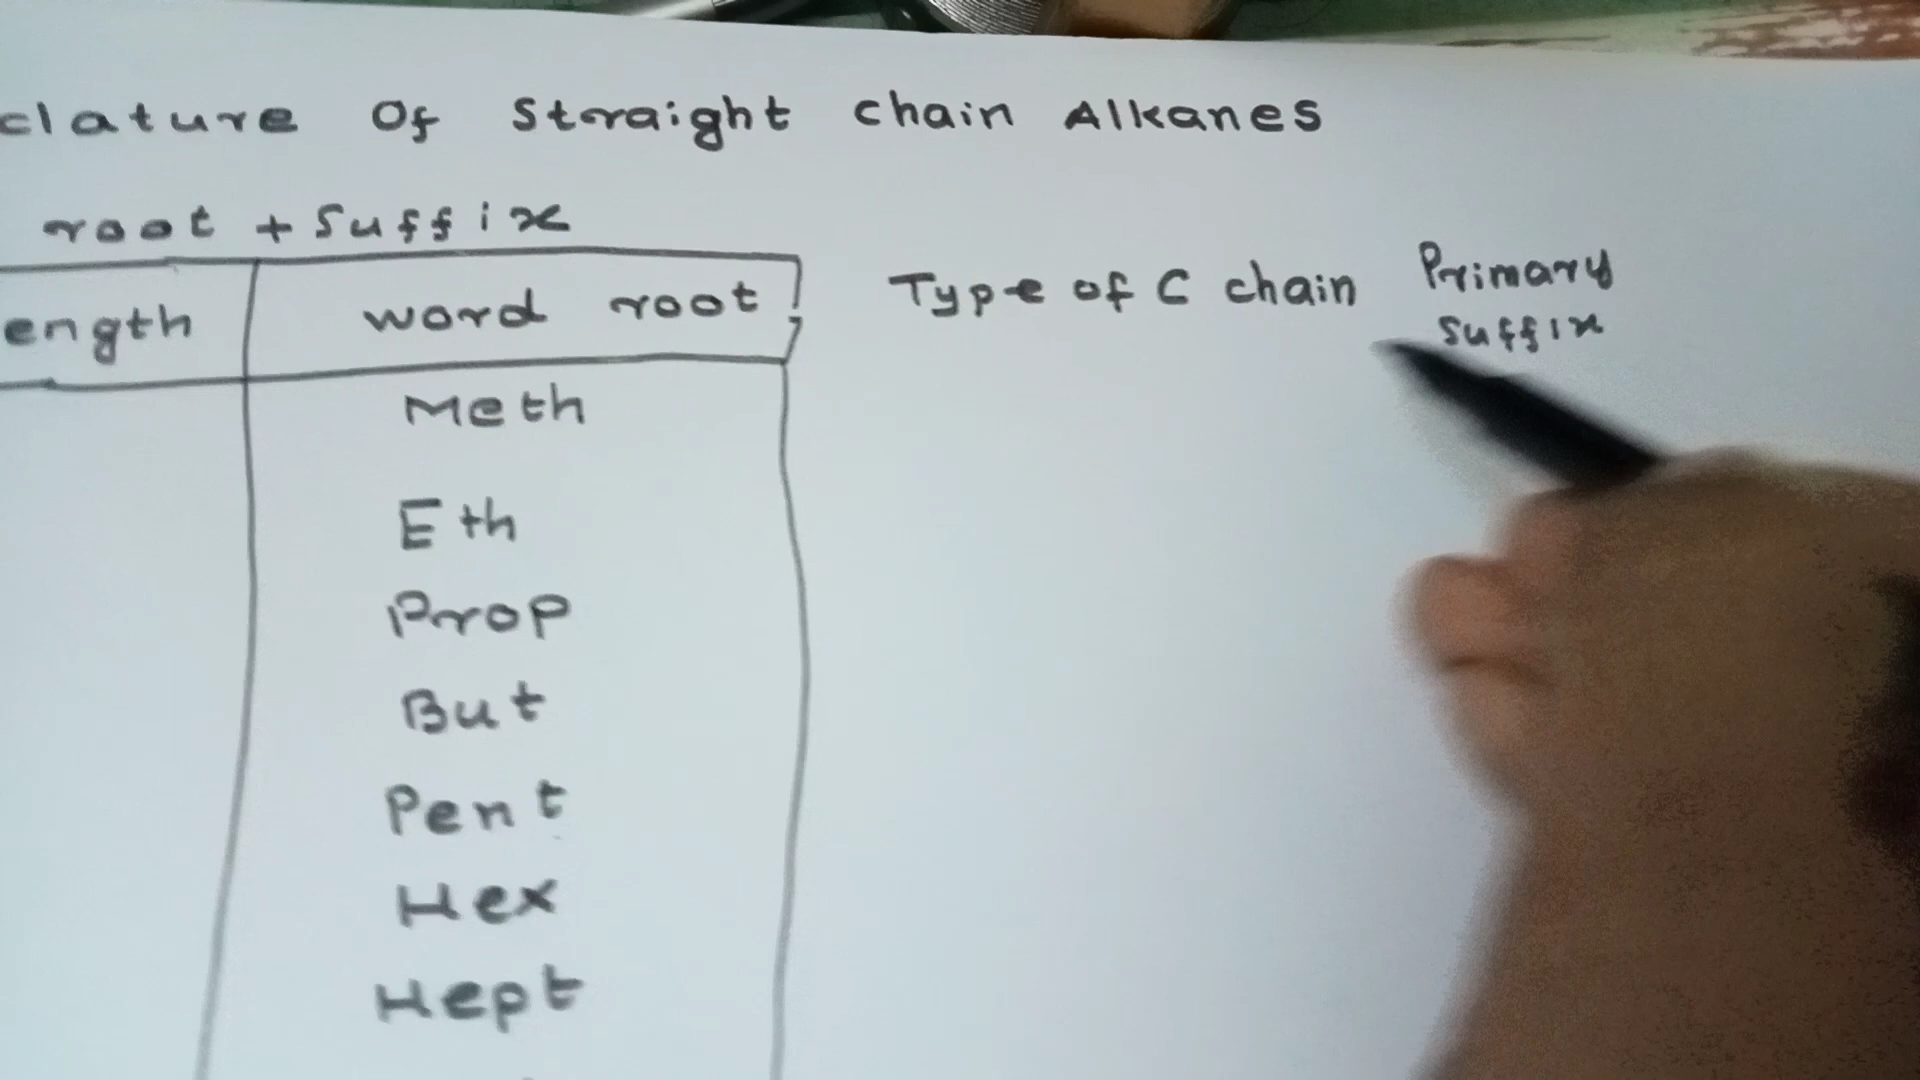 clature Of Straight chain Alkanes
root + Suffix
ength word root
Type of C chain Primary
suffix
Meth
Eth
Prop
But
Pent
Hex
Hept